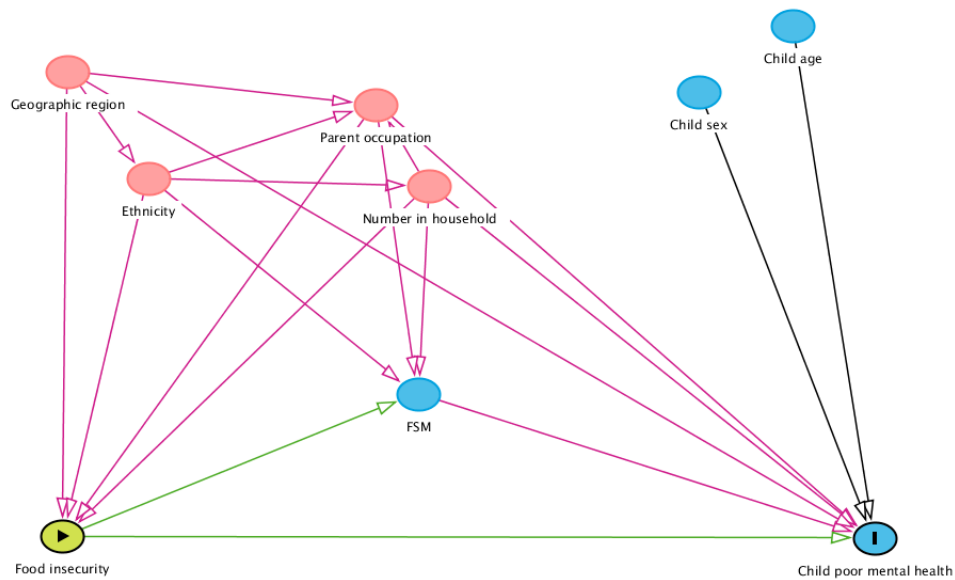 Child age
Geographic region
Child sex
Parent occupation
Ethnicity
Number in household
FSM
Food insecurity
Child poor mental health